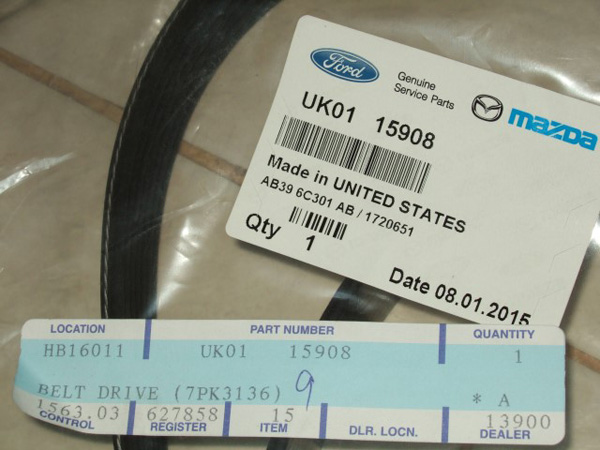 Ford
Genuine
Service Parts
mazda
UK01 15908
Made in UNITED STATES
AB39 6C301 AB / 1720651
Qty 1
Date 08.01.2015
LOCATION PART NUMBER QUANTITY
HB16011 UK01 15908 1
BELT DRIVE (7PK3136) 9 * A
1563.03 627858 15 13900
CONTROL REGISTER ITEM DLR. LOCN. DEALER